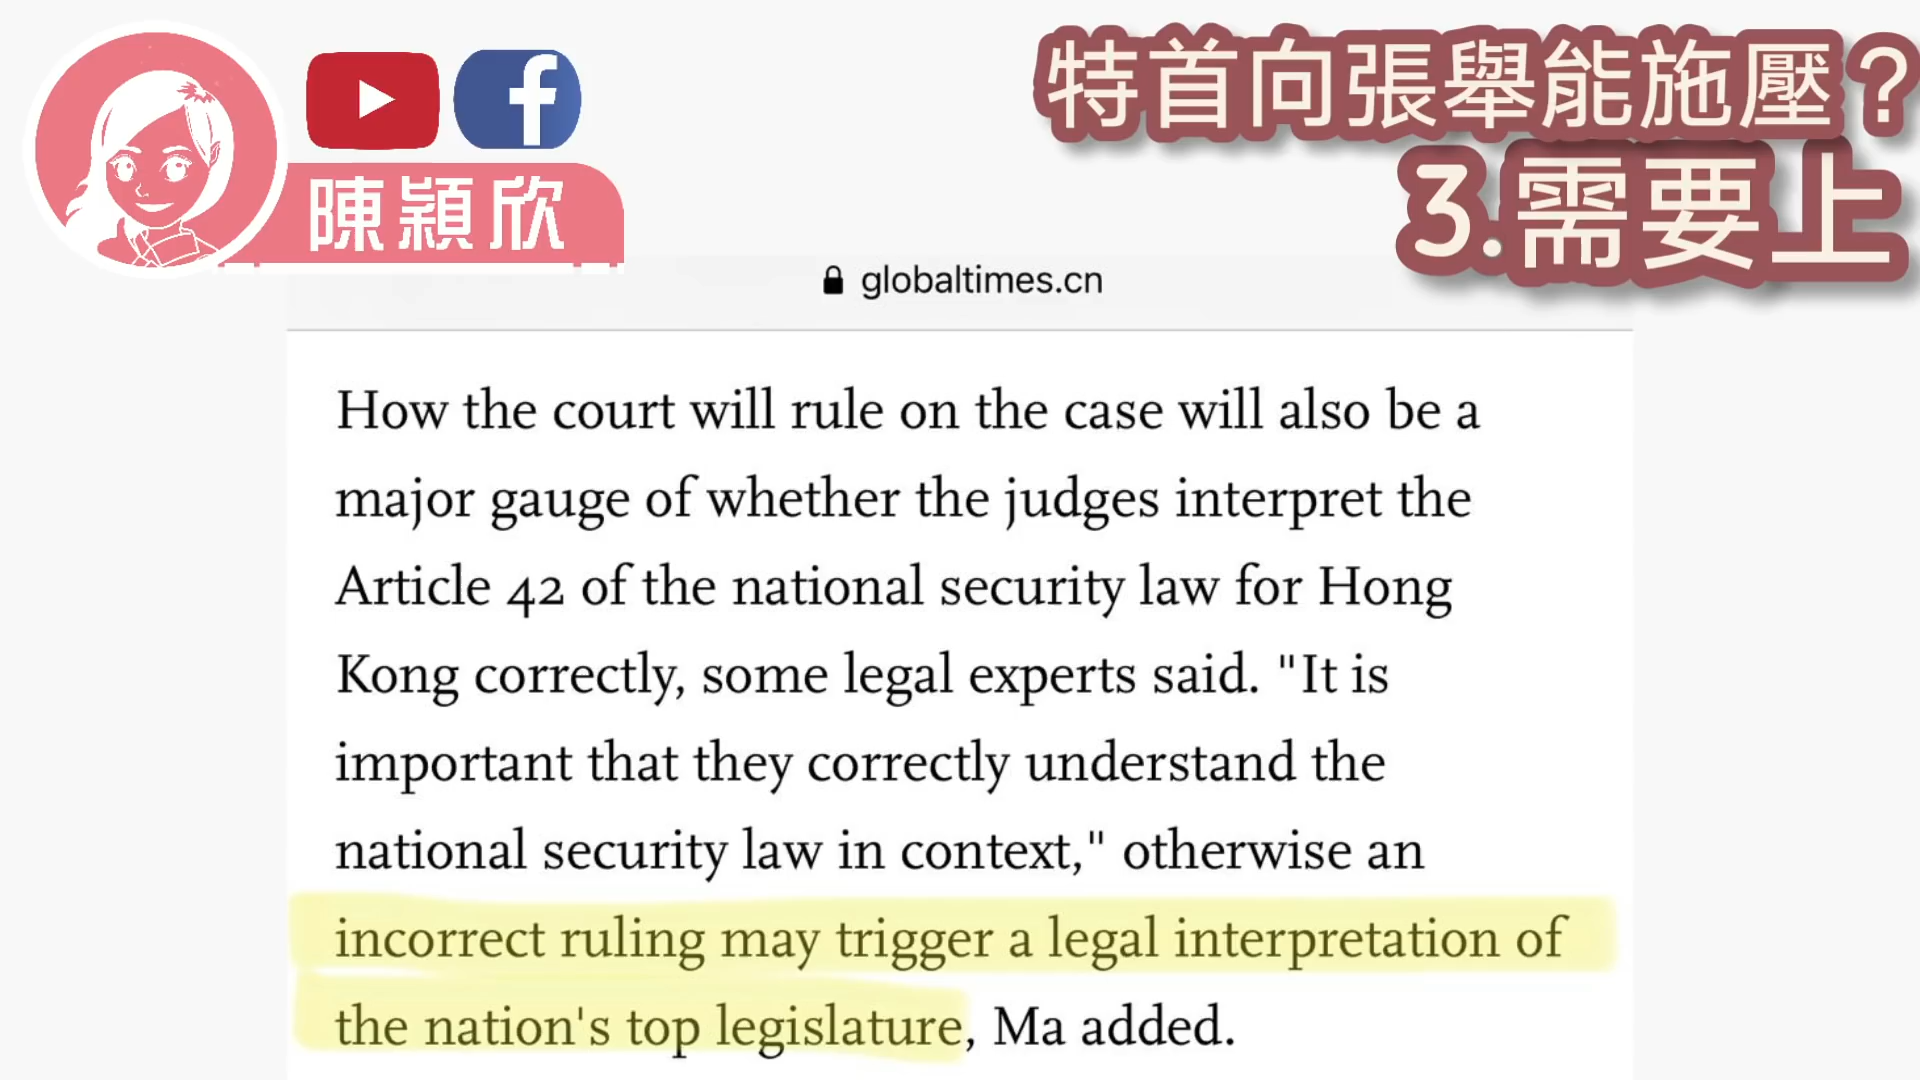 特首向張舉能施壓？
3.需要上
陳穎欣
globaltimes.cn
How the court will rule on the case will also be a
major gauge of whether the judges interpret the
Article 42 of the national security law for Hong
Kong correctly, some legal experts said. "It is
important that they correctly understand the
national security law in context," otherwise an
incorrect ruling may trigger a legal interpretation of
the nation's top legislature, Ma added.